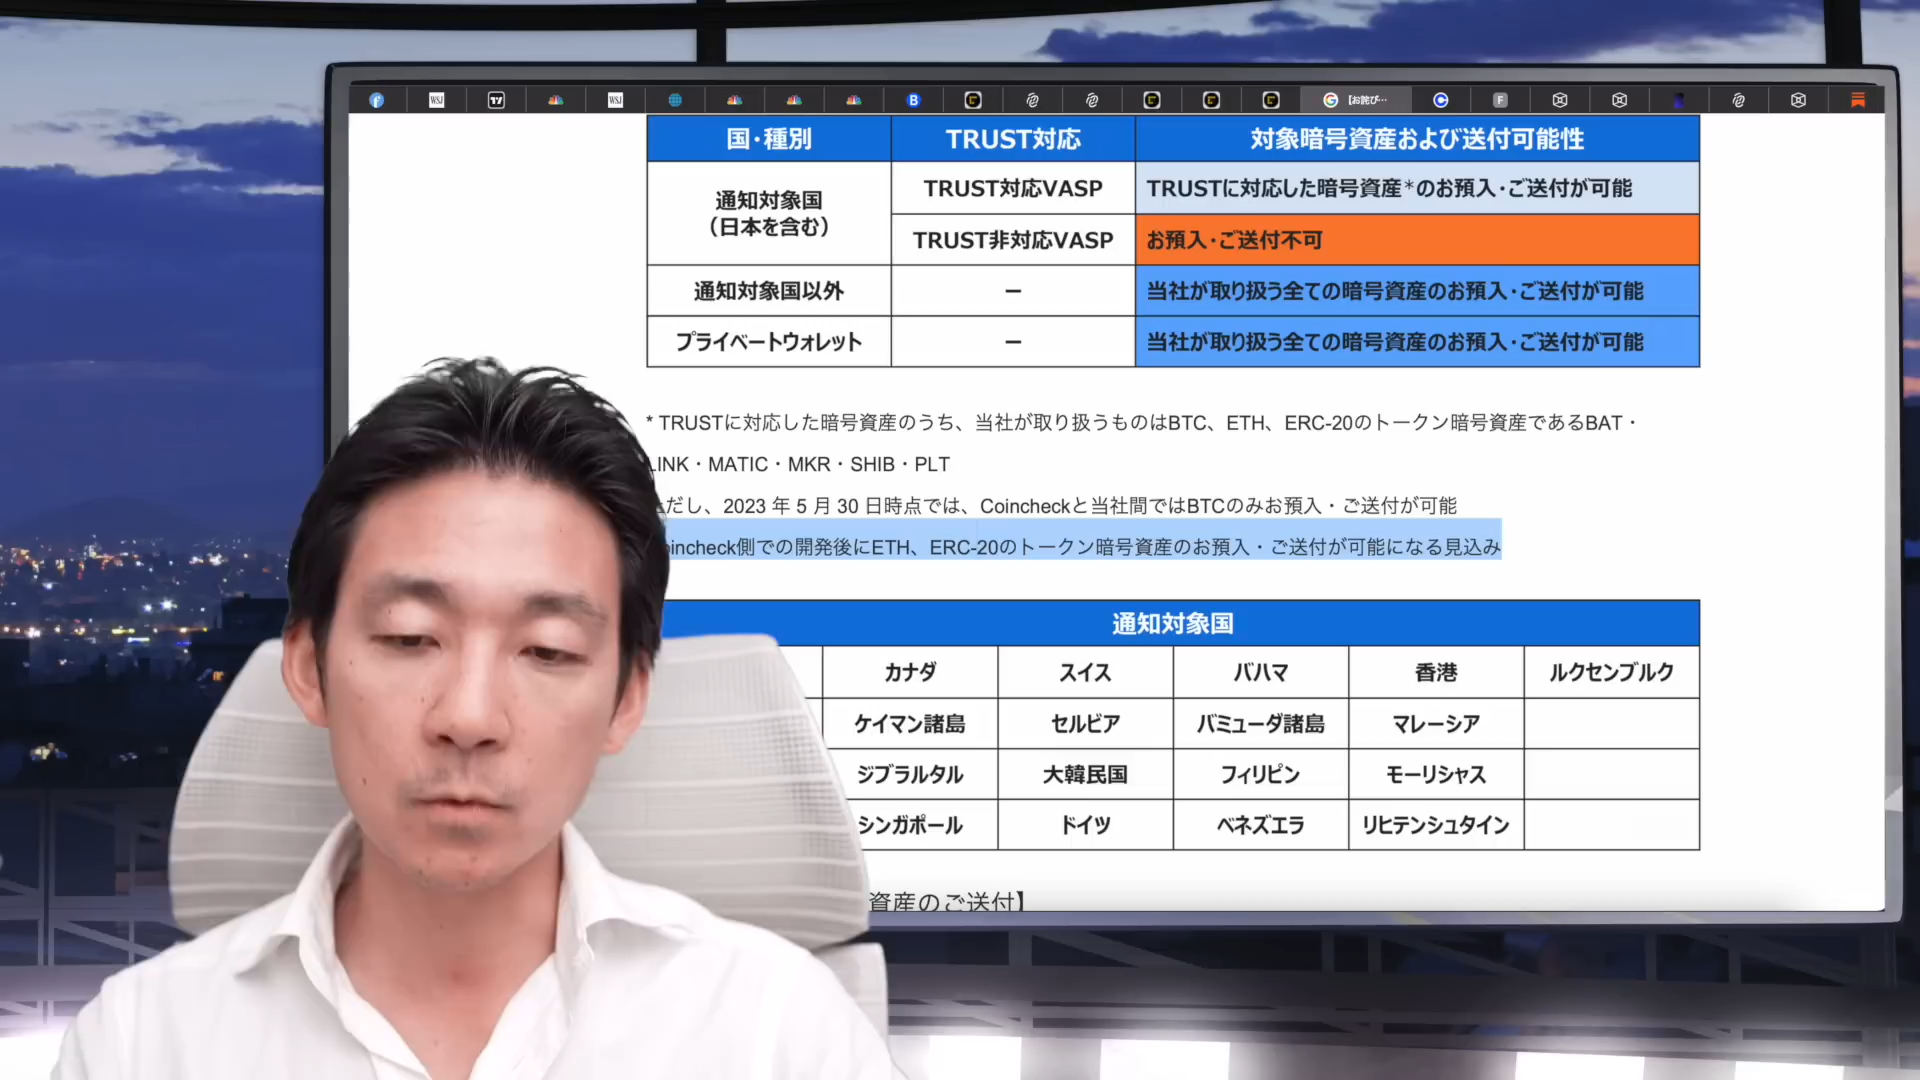 WSJ
17
WSJ
B
【お詫び…
F
国・種別 TRUST対応 対象暗号資産および送付可能性
通知対象国
（日本を含む）
TRUST対応VASP TRUSTに対応した暗号資産*のお預入・ご送付が可能
TRUST非対応VASP お預入・ご送付不可
通知対象国以外 － 当社が取り扱う全ての暗号資産のお預入・ご送付が可能
プライベートウォレット － 当社が取り扱う全ての暗号資産のお預入・ご送付が可能
* TRUSTに対応した暗号資産のうち、当社が取り扱うものはBTC、ETH、ERC-20のトークン暗号資産であるBAT・
LINK・MATIC・MKR・SHIB・PLT
だし、2023 年 5 月 30 日時点では、Coincheckと当社間ではBTCのみお預入・ご送付が可能
oincheck側での開発後にETH、ERC-20のトークン暗号資産のお預入・ご送付が可能になる見込み
通知対象国
カナダ スイス バハマ 香港 ルクセンブルク
ケイマン諸島 セルビア バミューダ諸島 マレーシア
ジブラルタル 大韓民国 フィリピン モーリシャス
シンガポール ドイツ ベネズエラ リヒテンシュタイン
資産のご送付】